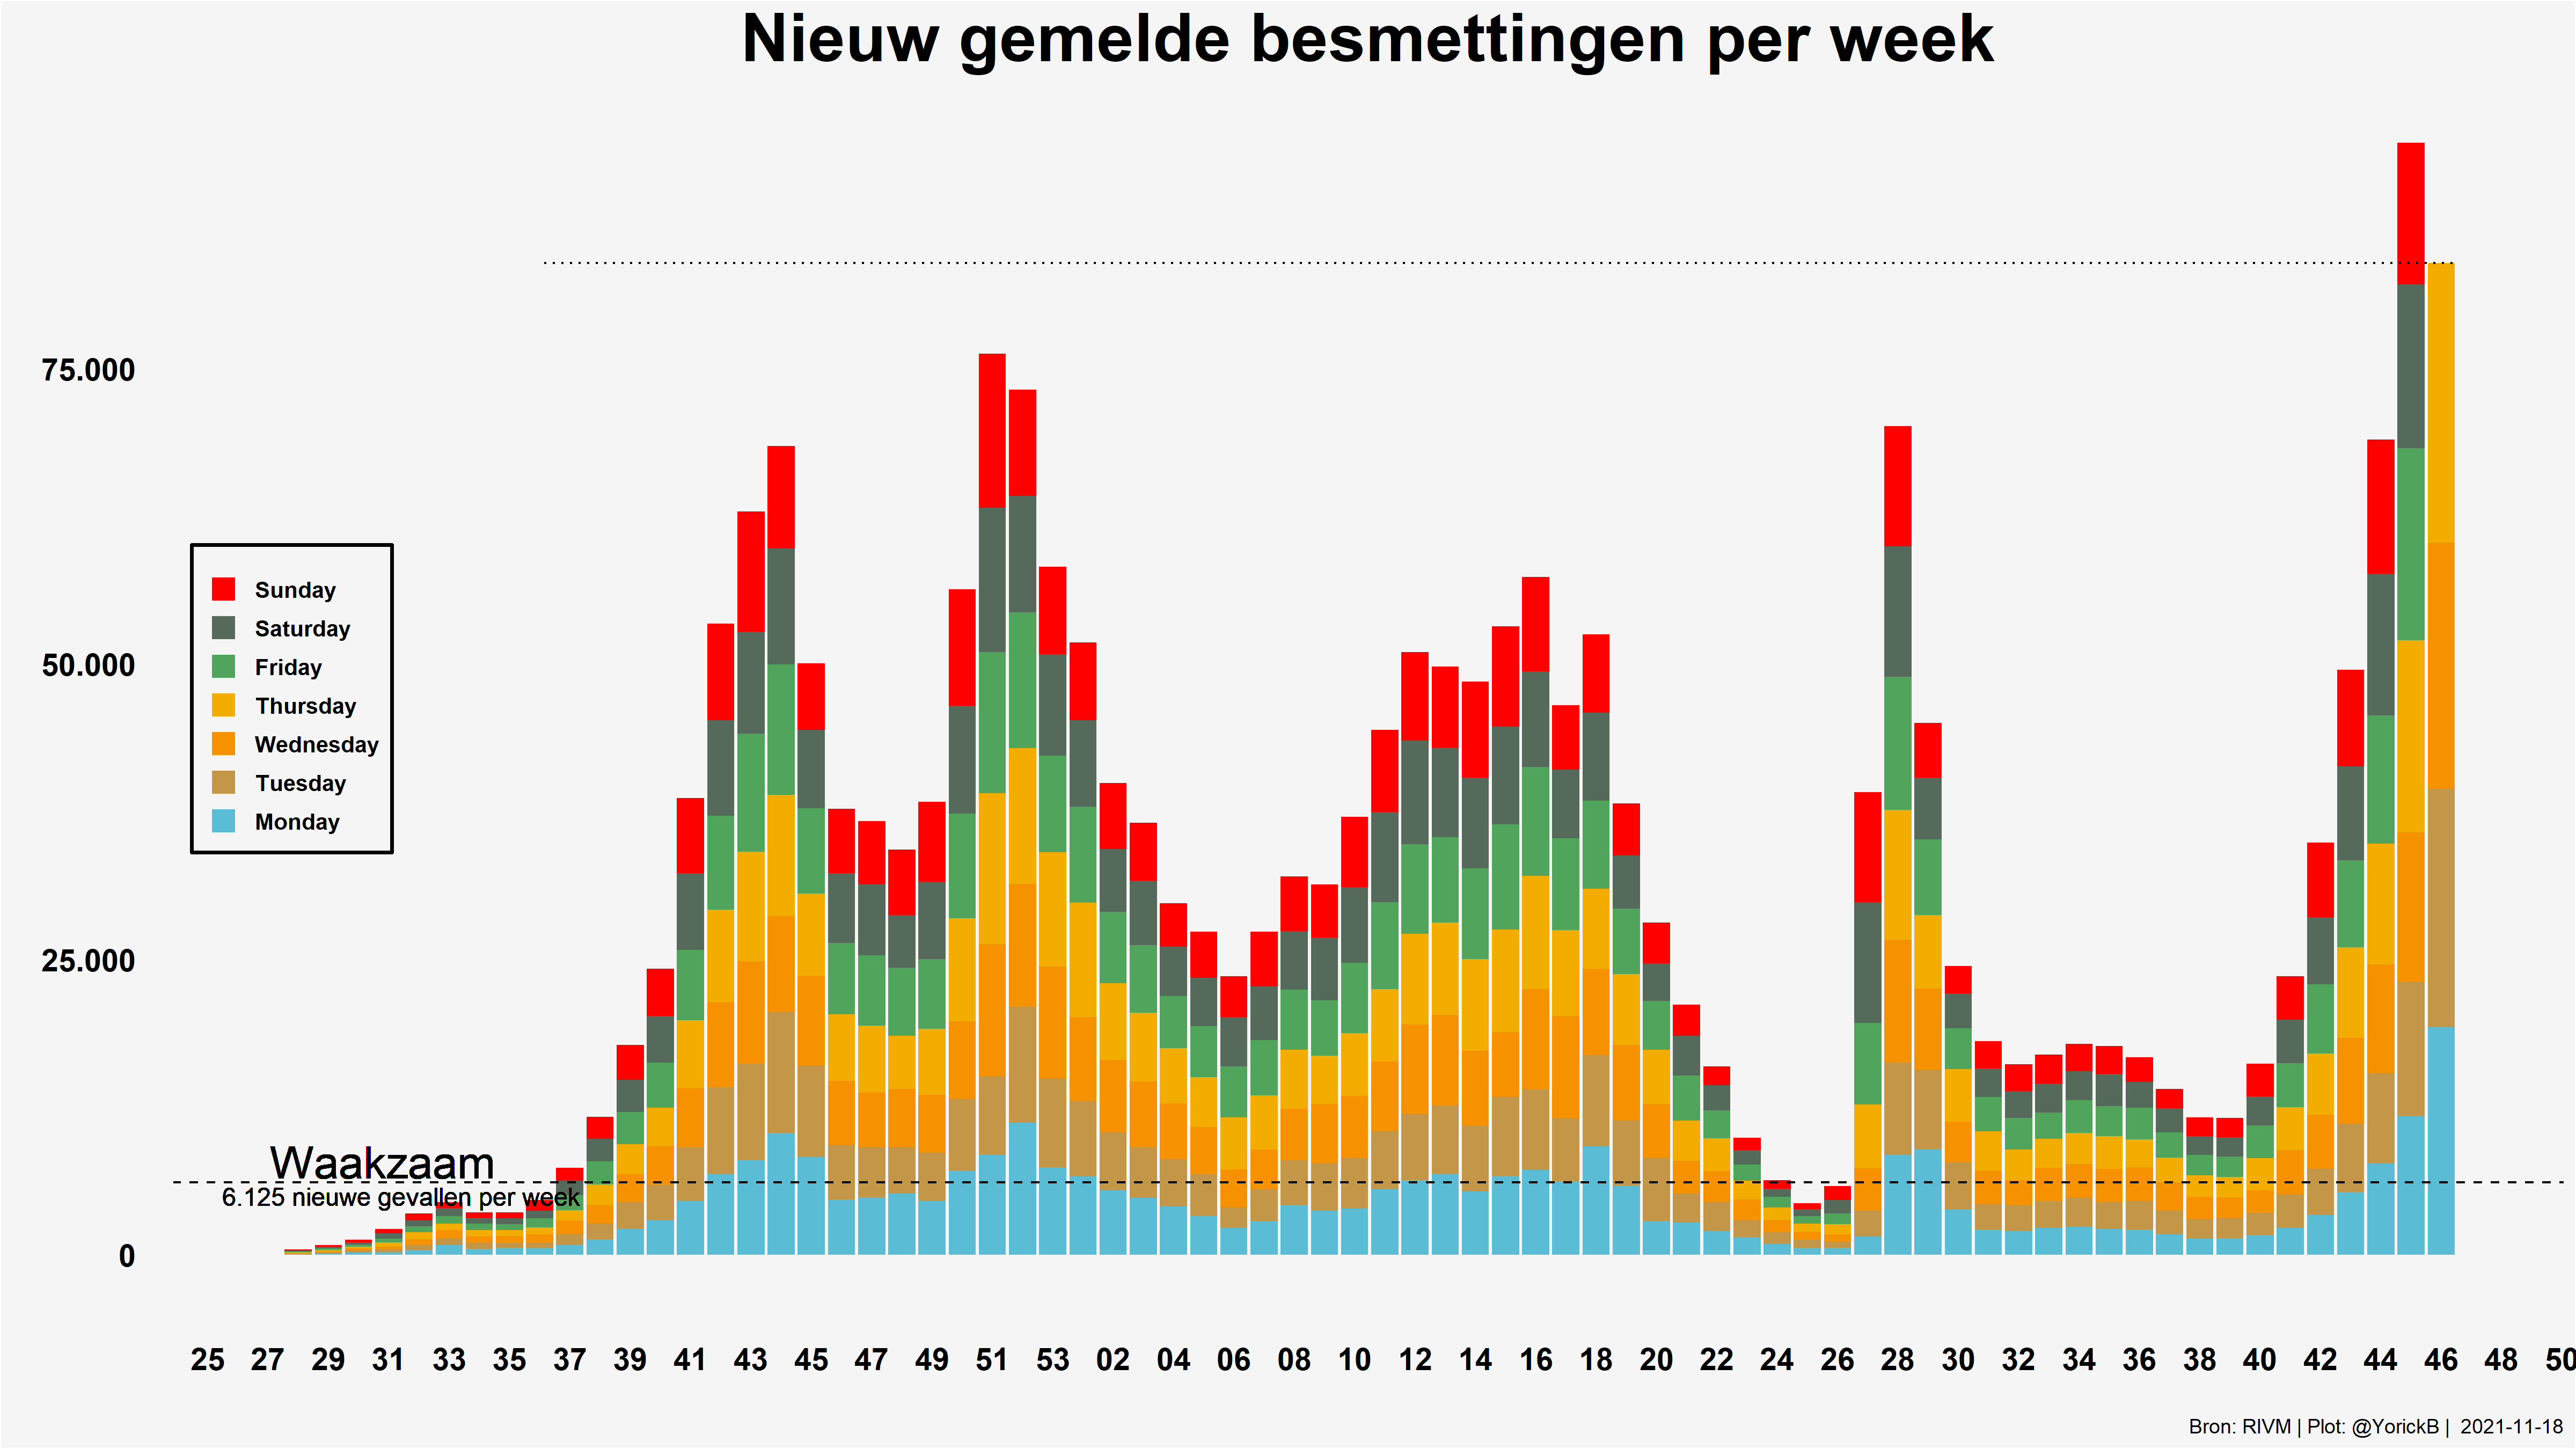 Nieuw gemelde besmettingen per week
75.000
50.000
25.000
0
Sunday
Saturday
Friday
Thursday
Wednesday
Tuesday
Monday
Waakzaam
6.125 nieuwe gevallen per week
25 27 29 31 33 35 37 39 41 43 45 47 49 51 53 02 04 06 08 10 12 14 16 18 20 22 24 26 28 30 32 34 36 38 40 42 44 46 48 50
Bron: RIVM | Plot: @YorickB | 2021-11-18